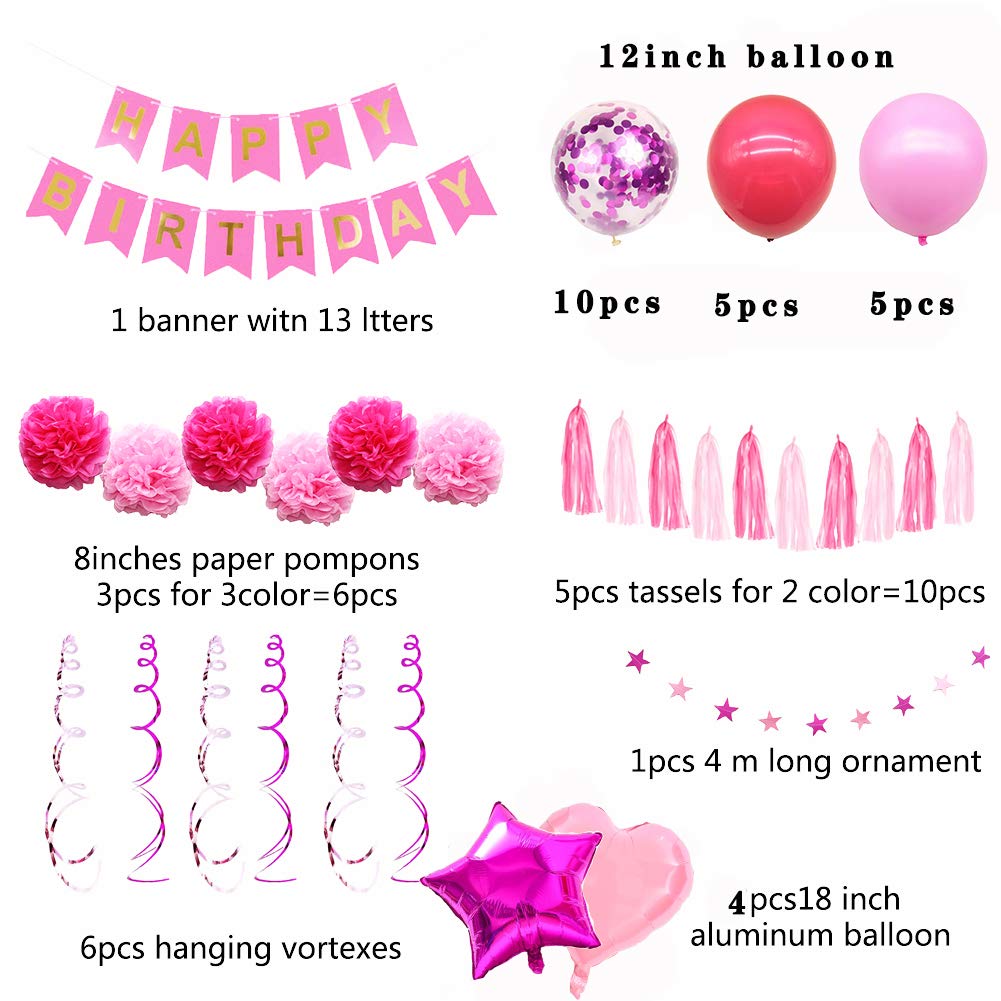 HAPPY
BIRTHDAY
1 banner witn 13 ltters
12inch balloon
10pcs 5pcs 5pcs
8inches paper pompons
3pcs for 3color=6pcs
5pcs tassels for 2 color=10pcs
1pcs 4 m long ornament
6pcs hanging vortexes
4pcs18 inch
aluminum balloon